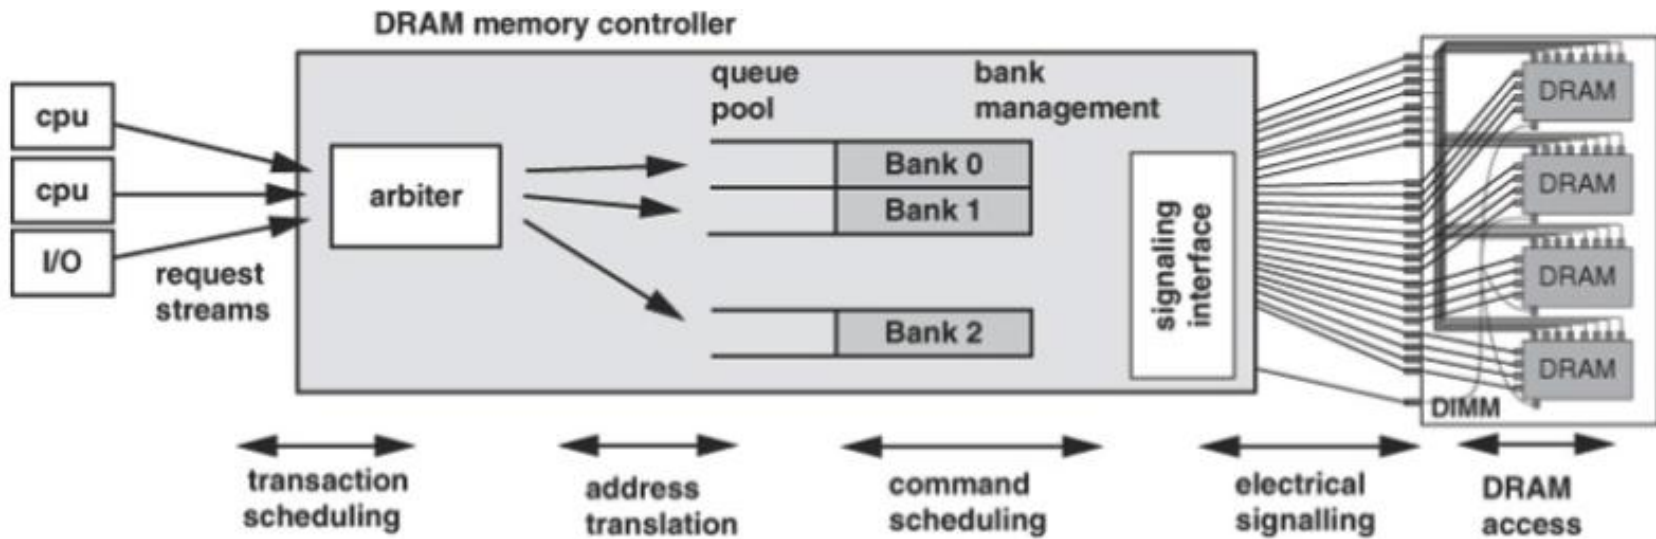 DRAM memory controller
cpu
cpu
I/O
request
streams
arbiter
queue
pool
bank
management
Bank 0
Bank 1
Bank 2
signaling
interface
DRAM
DRAM
DRAM
DRAM
DIMM
transaction
scheduling
address
translation
command
scheduling
electrical
signalling
DRAM
access